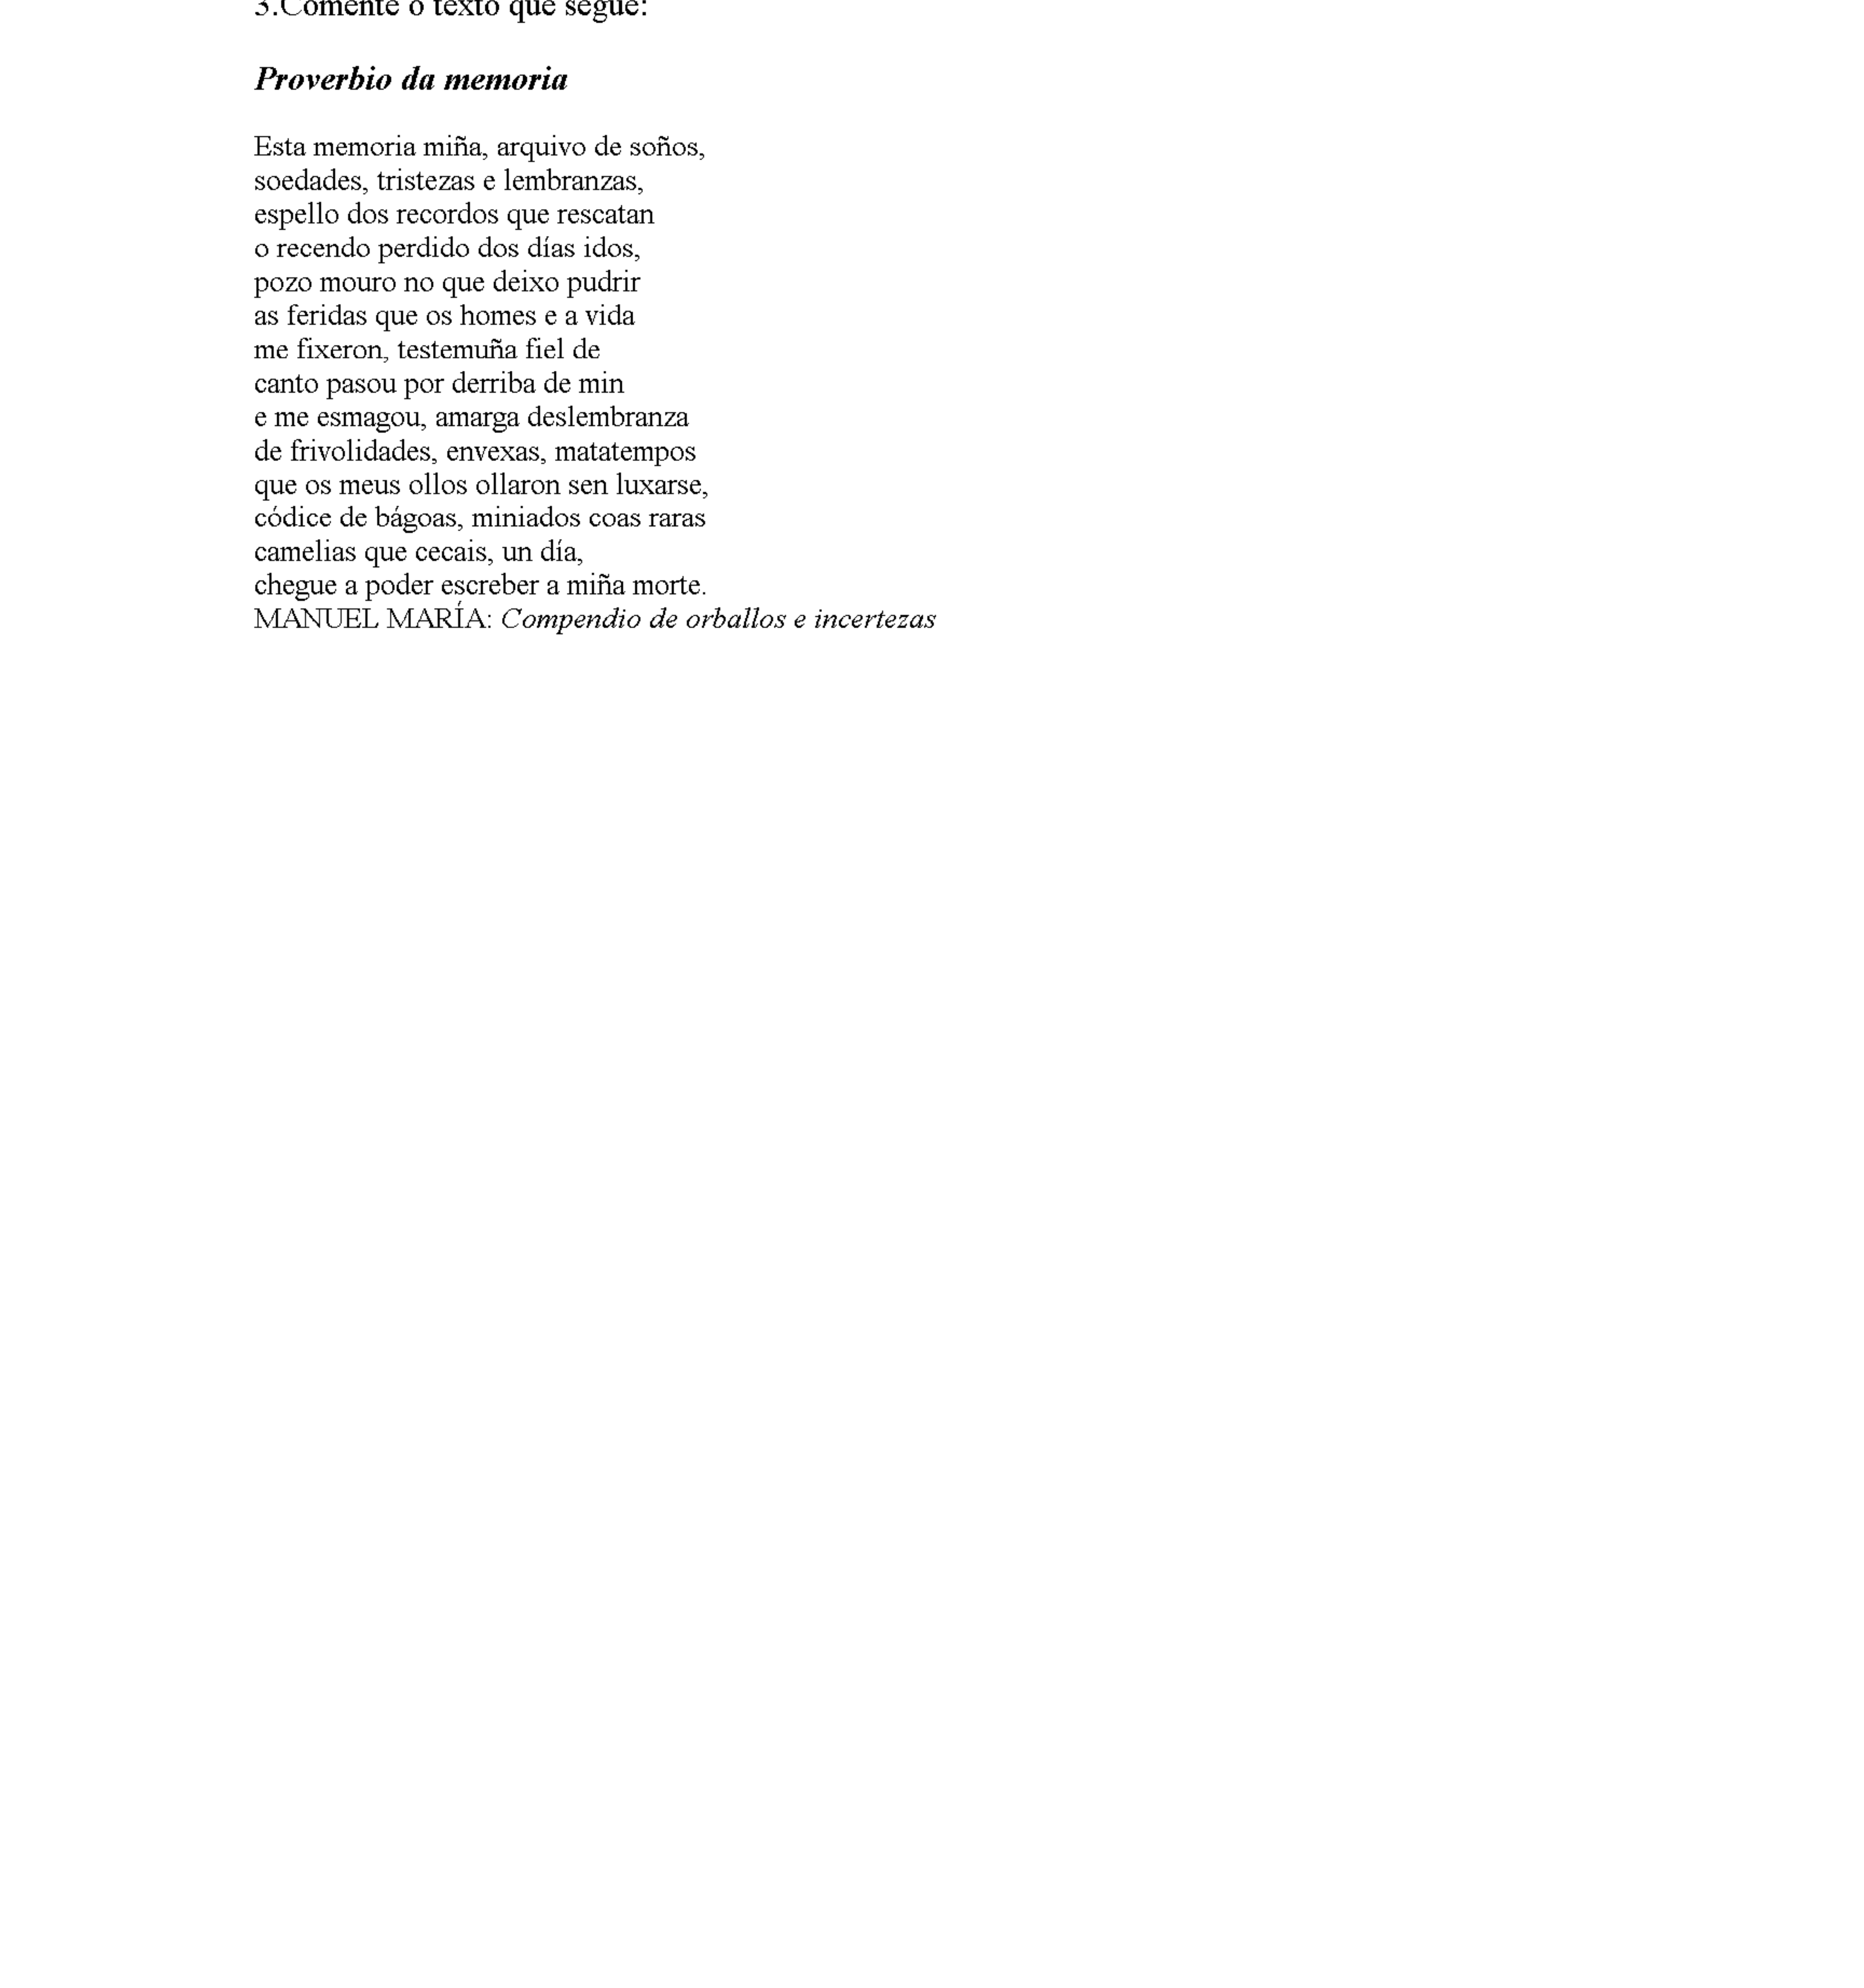 3.Comente o texto que segue:
Proverbio da memoria
Esta memoria miña, arquivo de soños,
soedades, tristezas e lembranzas,
espello dos recordos que rescatan
o recendo perdido dos días idos,
pozo mouro no que deixo pudrir
as feridas que os homes e a vida
me fixeron, testemuña fiel de
canto pasou por derriba de min
e me esmagou, amarga deslembranza
de frivolidades, envexas, matatempos
que os meus ollos ollaron sen luxarse,
códice de bágoas, miniados coas raras
camelias que cecais, un día,
chegue a poder escreber a miña morte.
MANUEL MARÍA: Compendio de orballos e incertezas